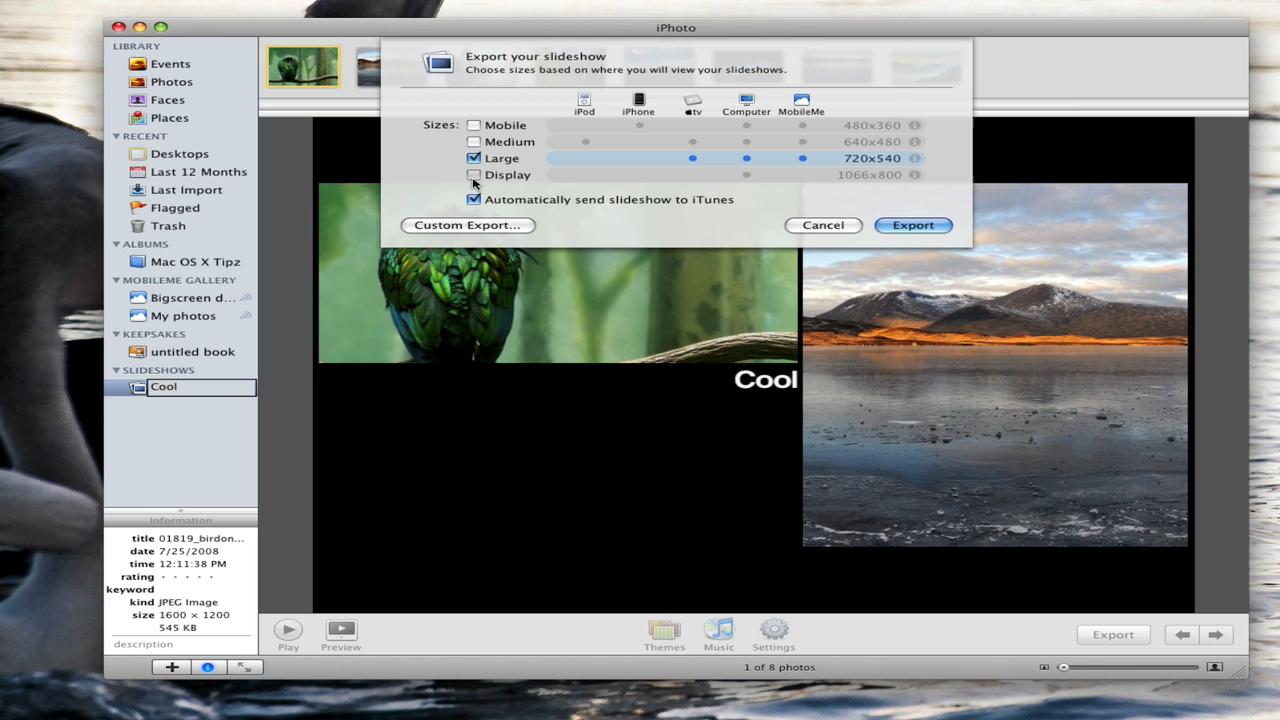 iPhoto
LIBRARY
Events
Photos
Faces
Places
RECENT
Desktops
Last 12 Months
Last Import
Flagged
Trash
ALBUMS
Mac OS X Tipz
MOBILEME GALLERY
Bigscreen d...
My photos
KEEPSAKES
untitled book
SLIDESHOWS
Cool
Information
title 01819_birdon...
date 7/25/2008
time 12:11:38 PM
rating
keyword
kind JPEG Image
size 1600 × 1200
545 KB
description
Export your slideshow
Choose sizes based on where you will view your slideshows.
iPod iPhone tv Computer MobileMe
Sizes: Mobile 480x360
Medium 640x480
Large 720x540
Display 1066x800
Automatically send slideshow to iTunes
Custom Export... Cancel Export
Cool
Play Preview Themes Music Settings Export
1 of 8 photos